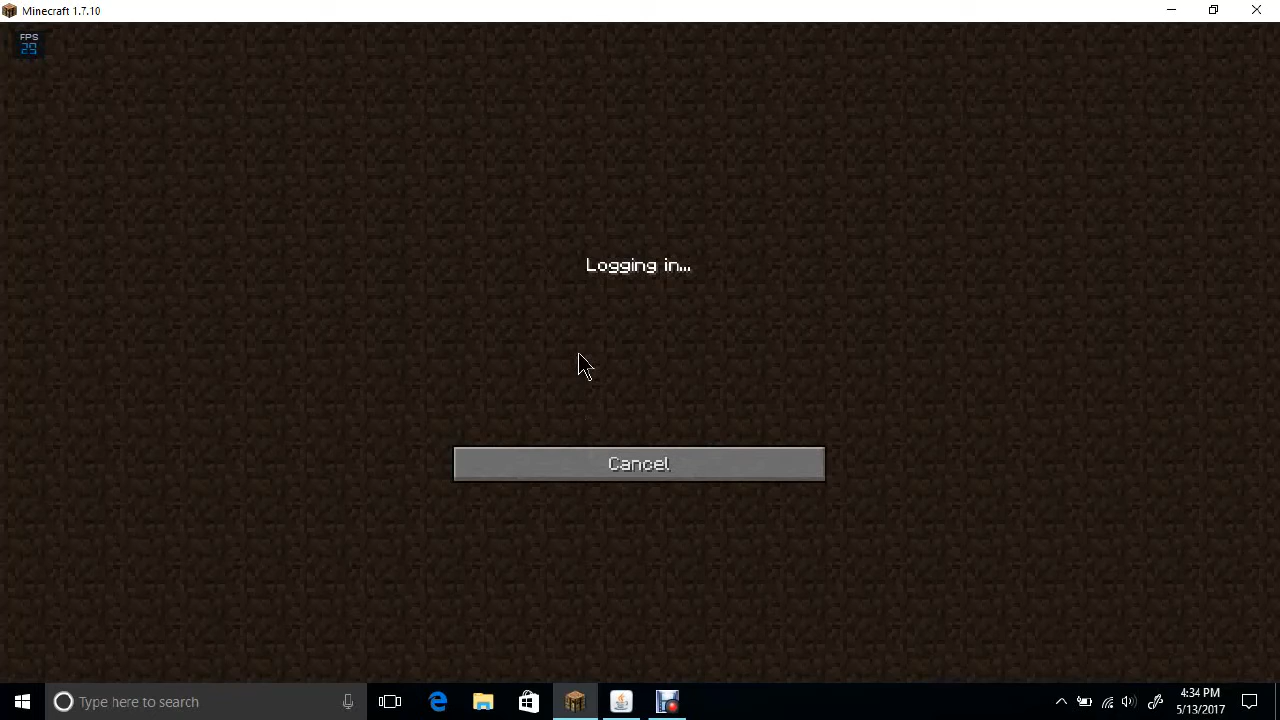 Minecraft 1.7.10
FPS
29
Logging in...
Cancel
Type here to search
4:34 PM
5/13/2017